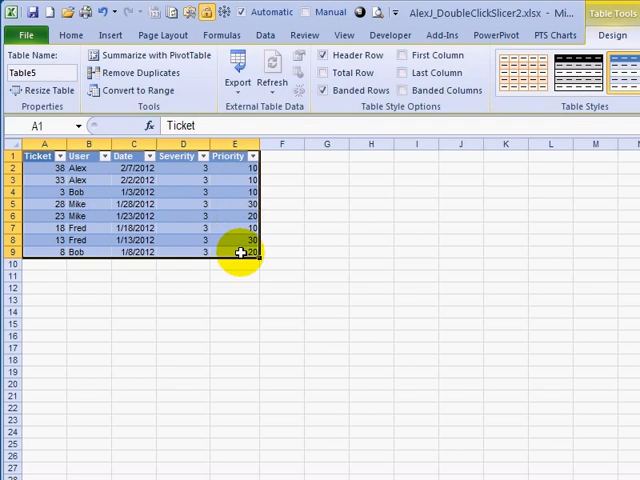 Automatic Manual AlexJ_DoubleClickSlicer2.xlsx - Mi... Table Tools
File Home Insert Page Layout Formulas Data Review View Developer Add-Ins PowerPivot PTS Charts Design
Table Name: Summarize with PivotTable Header Row First Column
Table5 Remove Duplicates Export Refresh Total Row Last Column
Resize Table Convert to Range Banded Rows Banded Columns
Properties Tools External Table Data Table Style Options Table Styles
A1 fx Ticket
A B C D E F G H I J K L M
1 Ticket User Date Severity Priority
2 38 Alex 2/7/2012 3 10
3 33 Alex 2/2/2012 3 10
4 3 Bob 1/3/2012 3 10
5 28 Mike 1/28/2012 3 30
6 23 Mike 1/23/2012 3 20
7 18 Fred 1/18/2012 3 10
8 13 Fred 1/13/2012 3 30
9 8 Bob 1/8/2012 3 20
10
11
12
13
14
15
16
17
18
19
20
21
22
23
24
25
26
27